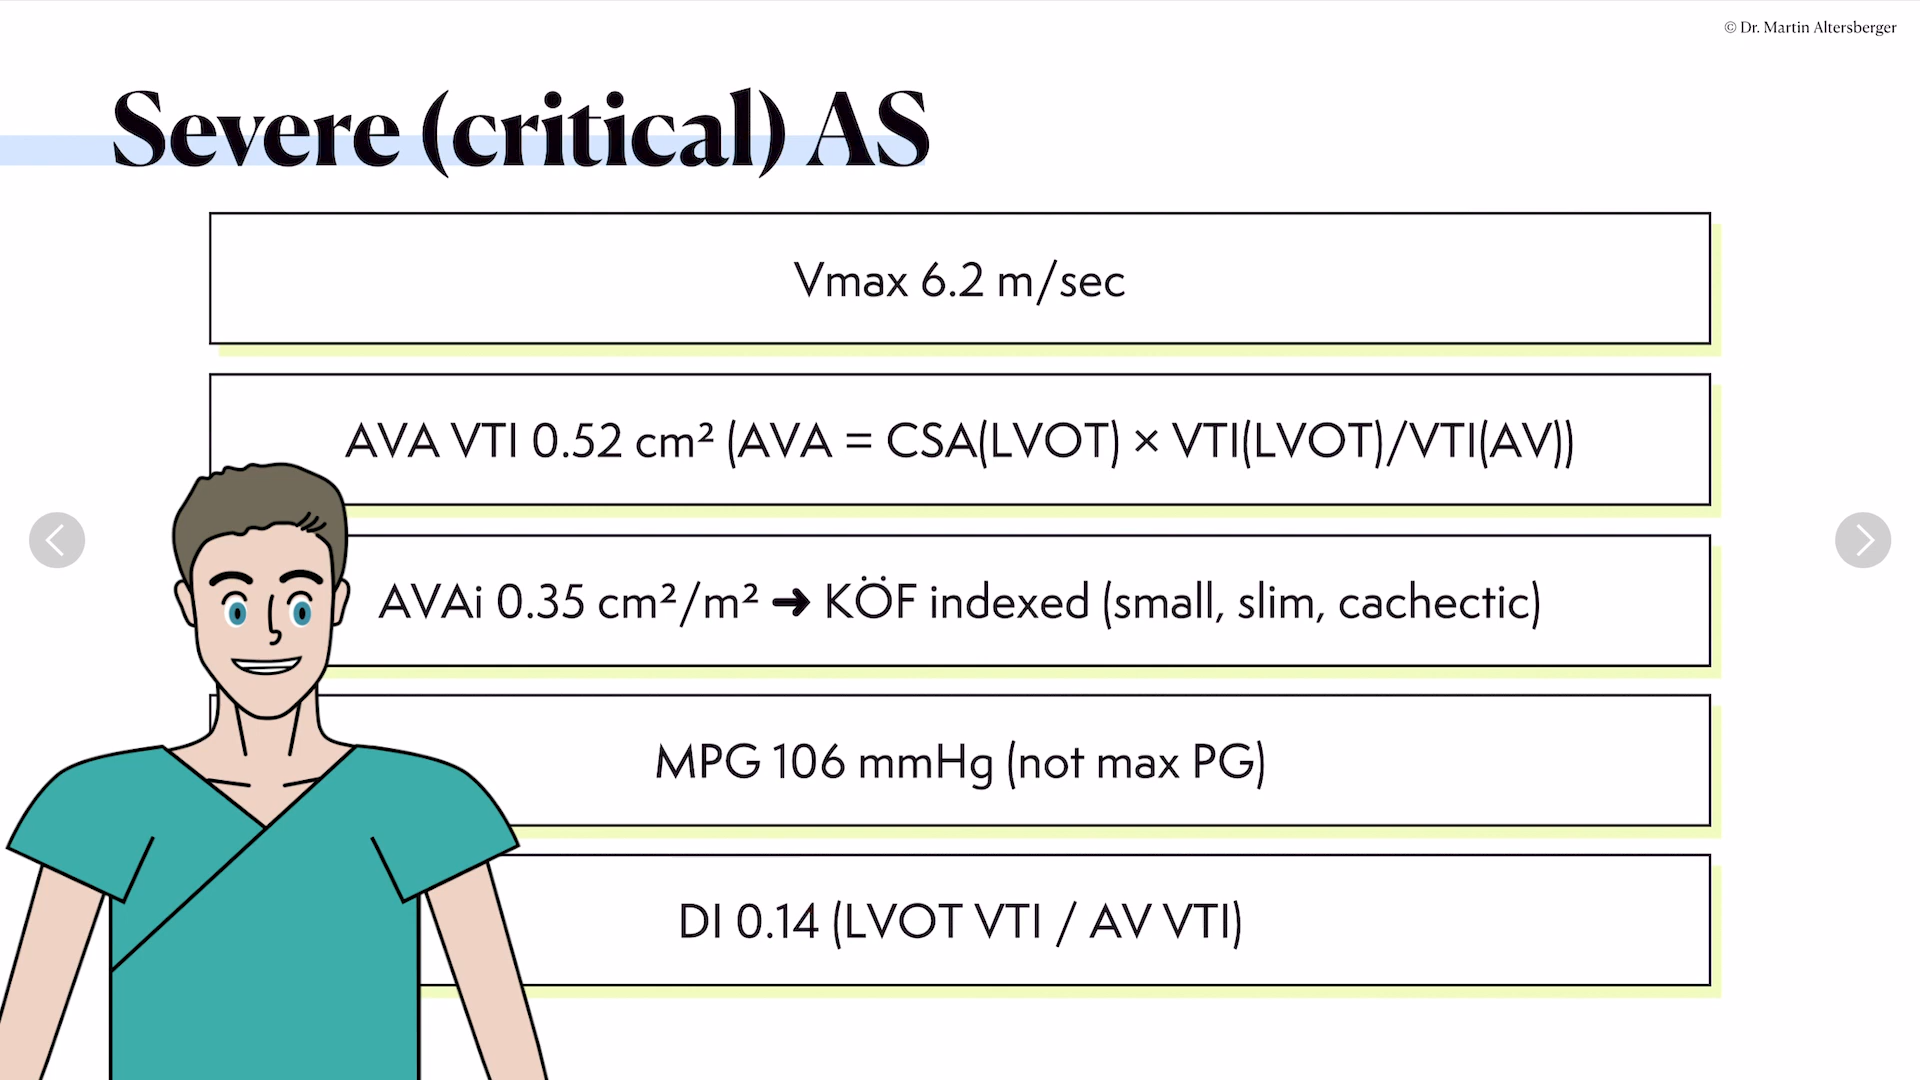 © Dr. Martin Altersberger
Severe (critical) AS
Vmax 6.2 m/sec
AVA VTI 0.52 cm² (AVA = CSA(LVOT) × VTI(LVOT)/VTI(AV))
AVAi 0.35 cm²/m² ➜ KÖF indexed (small, slim, cachectic)
MPG 106 mmHg (not max PG)
DI 0.14 (LVOT VTI / AV VTI)